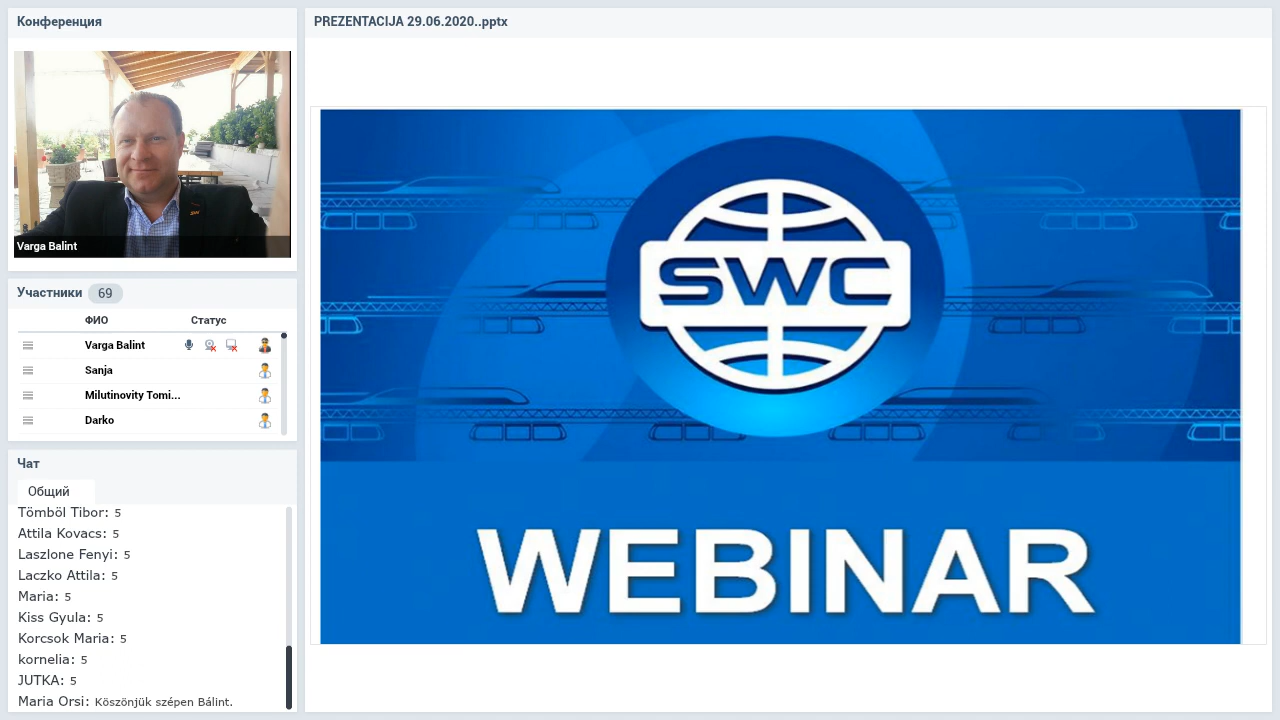 Конференция
Varga Balint
Участники 69
ФИО Статус
Varga Balint
Sanja
Milutinovity Tomi...
Darko
Чат
Общий
Tömböl Tibor: 5
Attila Kovacs: 5
Laszlone Fenyi: 5
Laczko Attila: 5
Maria: 5
Kiss Gyula: 5
Korcsok Maria: 5
kornelia: 5
JUTKA: 5
Maria Orsi: Köszönjük szépen Bálint.
PREZENTACIJA 29.06.2020..pptx
SWC
WEBINAR